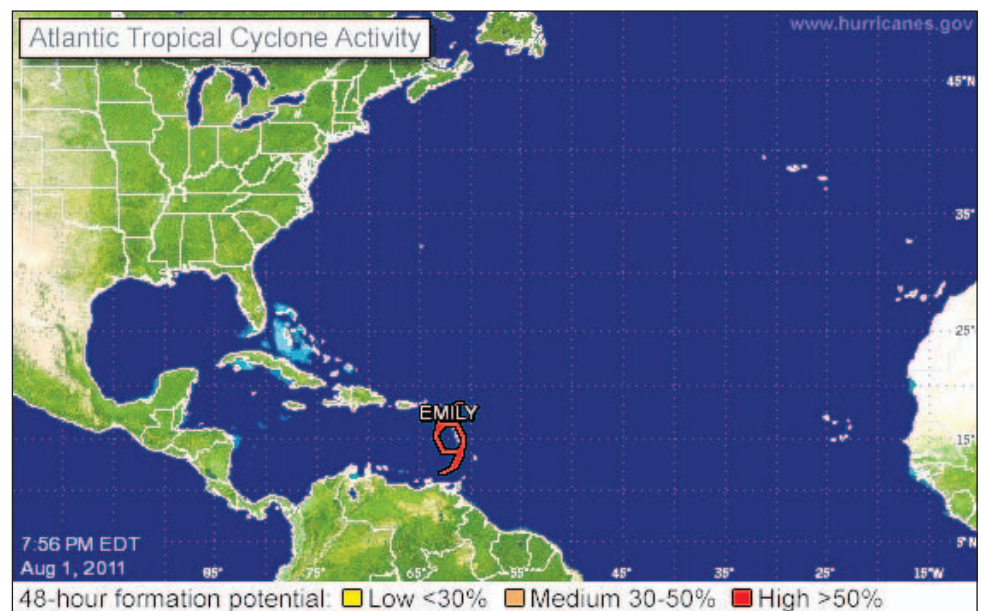 Atlantic Tropical Cyclone Activity
www.hurricanes.gov
45°N
35°
25°
EMILY
15°
7:56 PM EDT
5°N
Aug 1, 2011
85° 75° 65° 55° 45° 35° 25° 15°W
48-hour formation potential: Low <30% Medium 30-50% High >50%